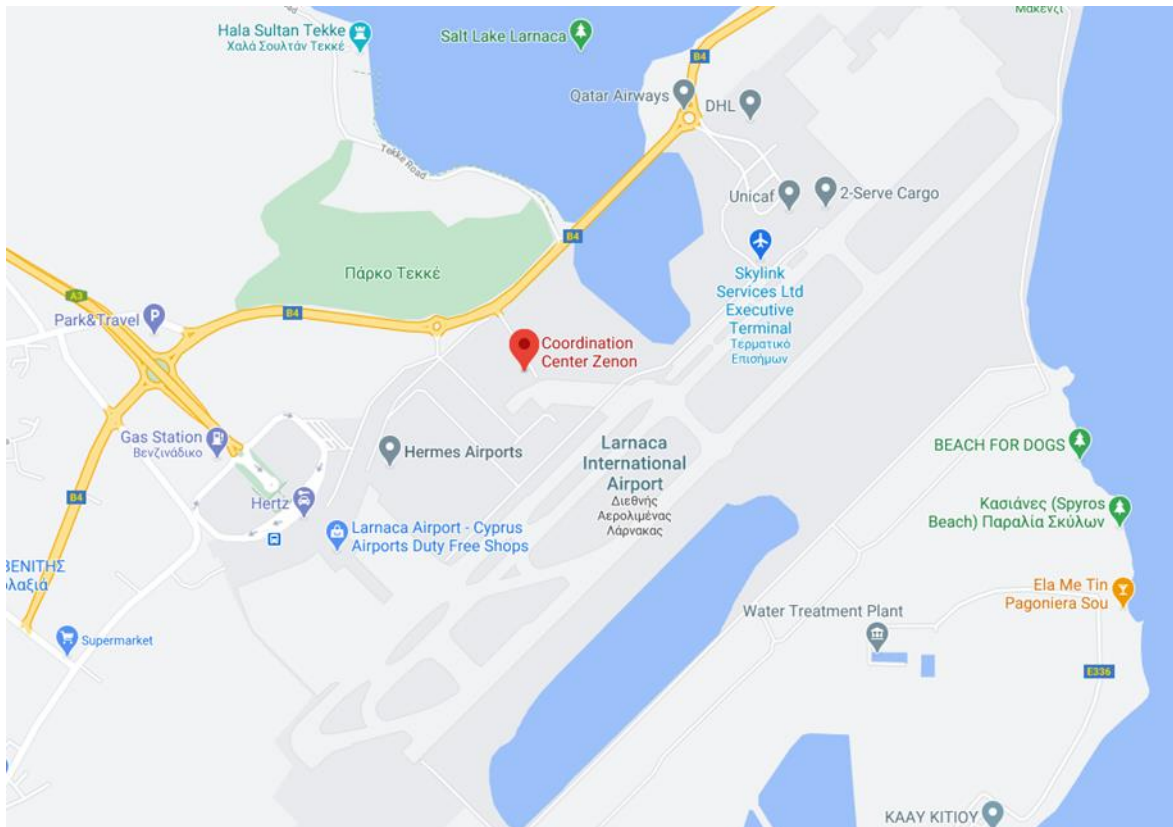 Μακένζι
Hala Sultan Tekke
Χαλά Σουλτάν Τεκκέ
Salt Lake Larnaca
B4
Qatar Airways
DHL
Tekke Road
Unicaf
2-Serve Cargo
B4
Skylink
Services Ltd
Executive
Terminal
Τερματικό
Επισήμων
Πάρκο Τεκκέ
A3
Park&Travel
P
B4
Coordination
Center Zenon
Gas Station
Βενζινάδικο
Hermes Airports
Larnaca
International
Airport
Διεθνής
Αερολιμένας
Λάρνακας
BEACH FOR DOGS
B4
Hertz
Κασιάνες (Spyros
Beach) Παραλία Σκύλων
Larnaca Airport - Cyprus
Airports Duty Free Shops
ΒΕΝΙΤΗΣ
λαξιά
Ela Me Tin
Pagoniera Sou
Water Treatment Plant
Supermarket
E336
ΚΑΑΥ ΚΙΤΙΟΥ